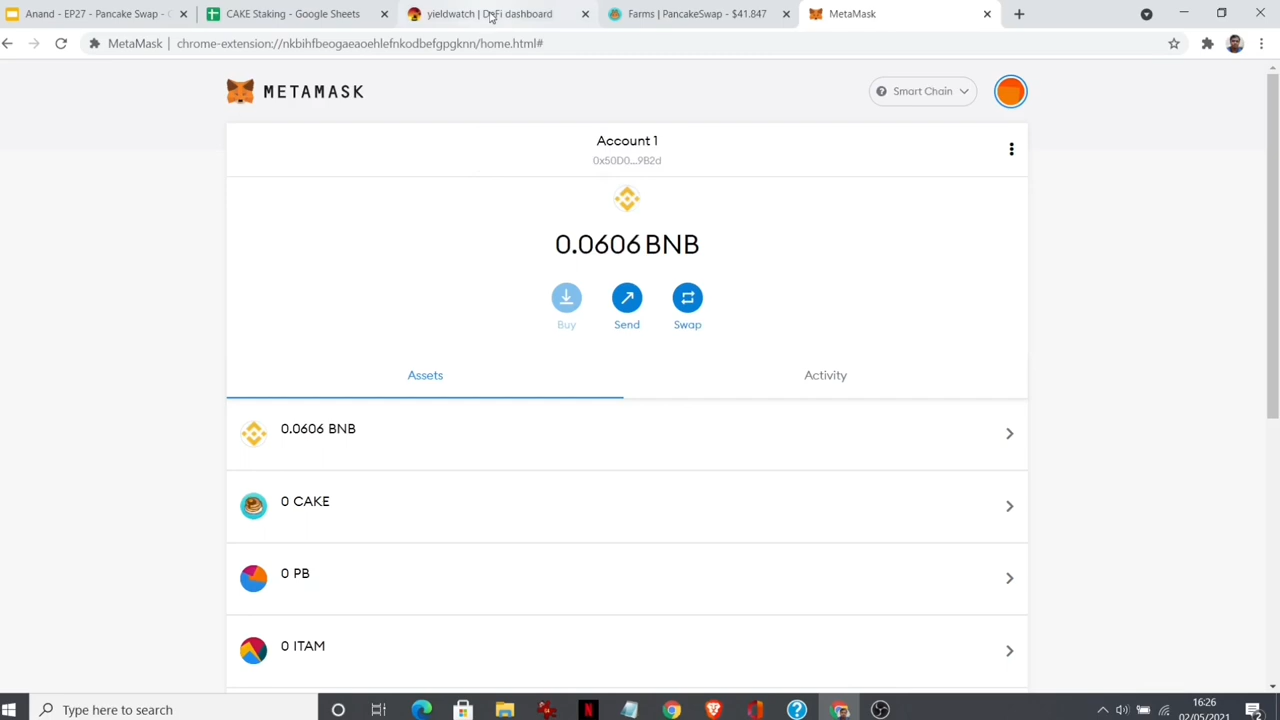 Anand - EP27 - Pancake Swap - C
CAKE Staking - Google Sheets
yieldwatch | DeFi dashboard
Farms | PancakeSwap - $41.847
MetaMask
MetaMask
chrome-extension://nkbihfbeogaeaoehlefnkodbefgpgknn/home.html#
METAMASK
Smart Chain
Account 1
0x50D0...9B2d
0.0606 BNB
Buy
Send
Swap
Assets
Activity
0.0606 BNB
0 CAKE
0 PB
0 ITAM
Type here to search
16:26
02/05/2021